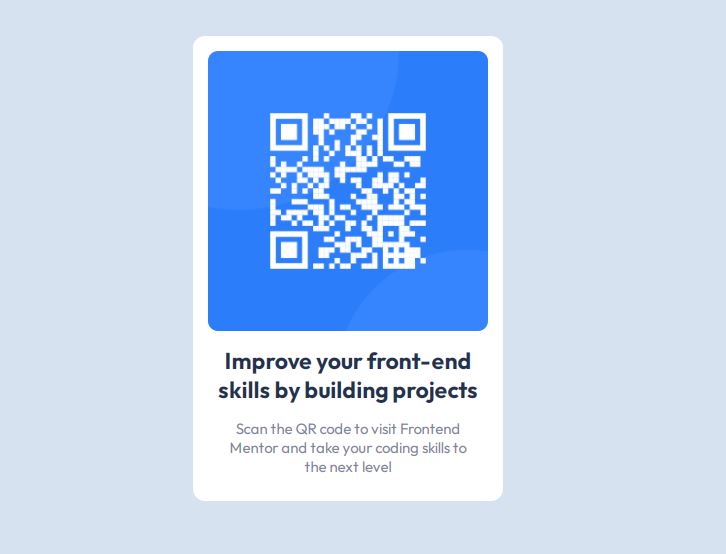 Improve your front-end
skills by building projects
Scan the QR code to visit Frontend
Mentor and take your coding skills to
the next level